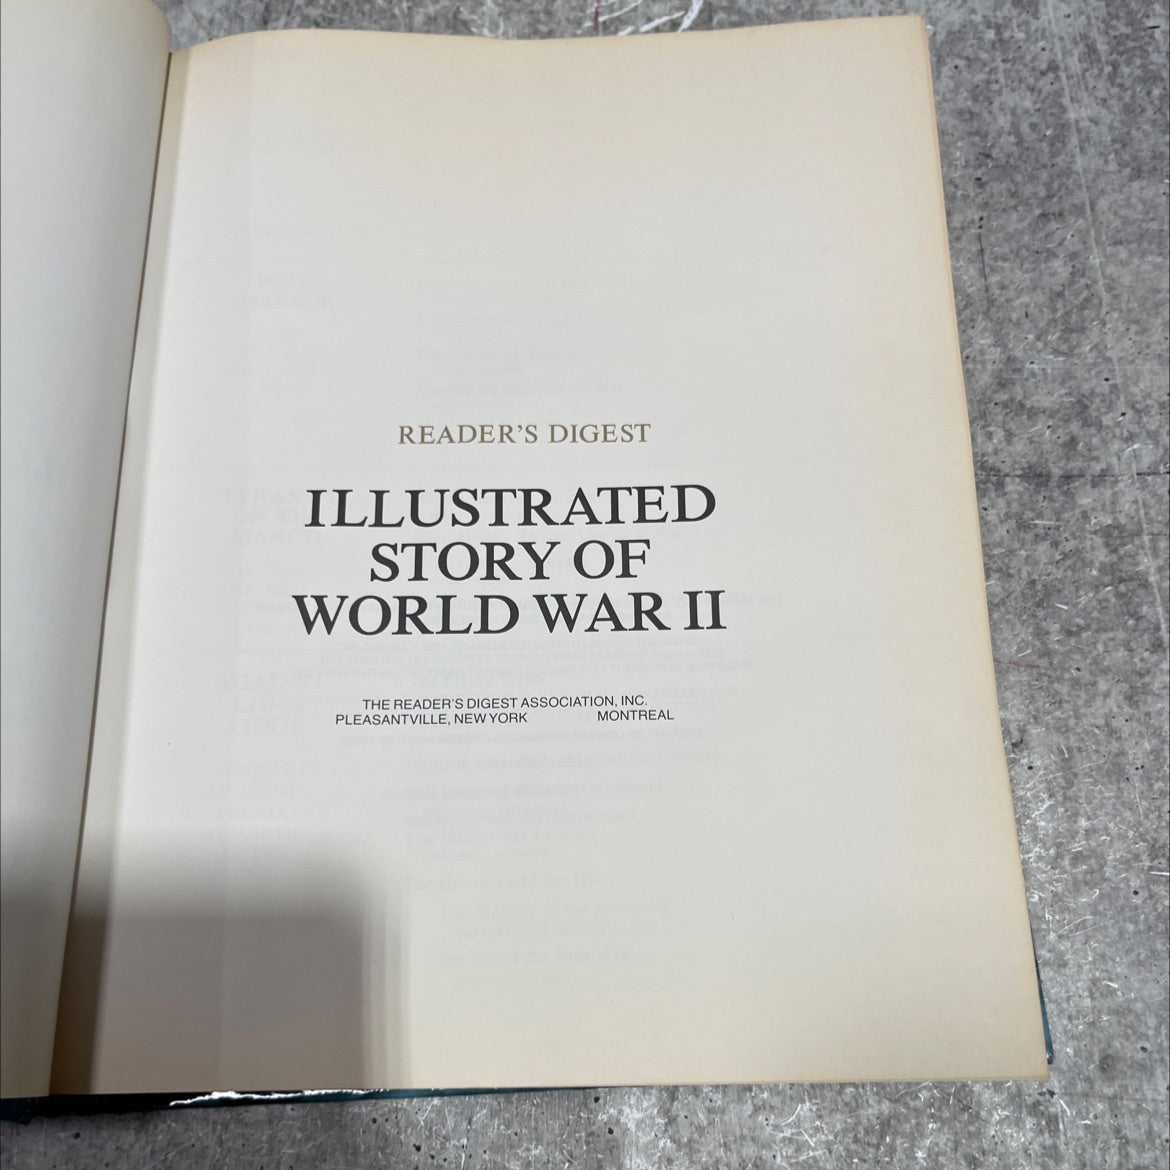 READER'S DIGEST
ILLUSTRATED
STORY OF
WORLD WAR II
THE READER'S DIGEST ASSOCIATION, INC.
PLEASANTVILLE, NEW YORK MONTREAL